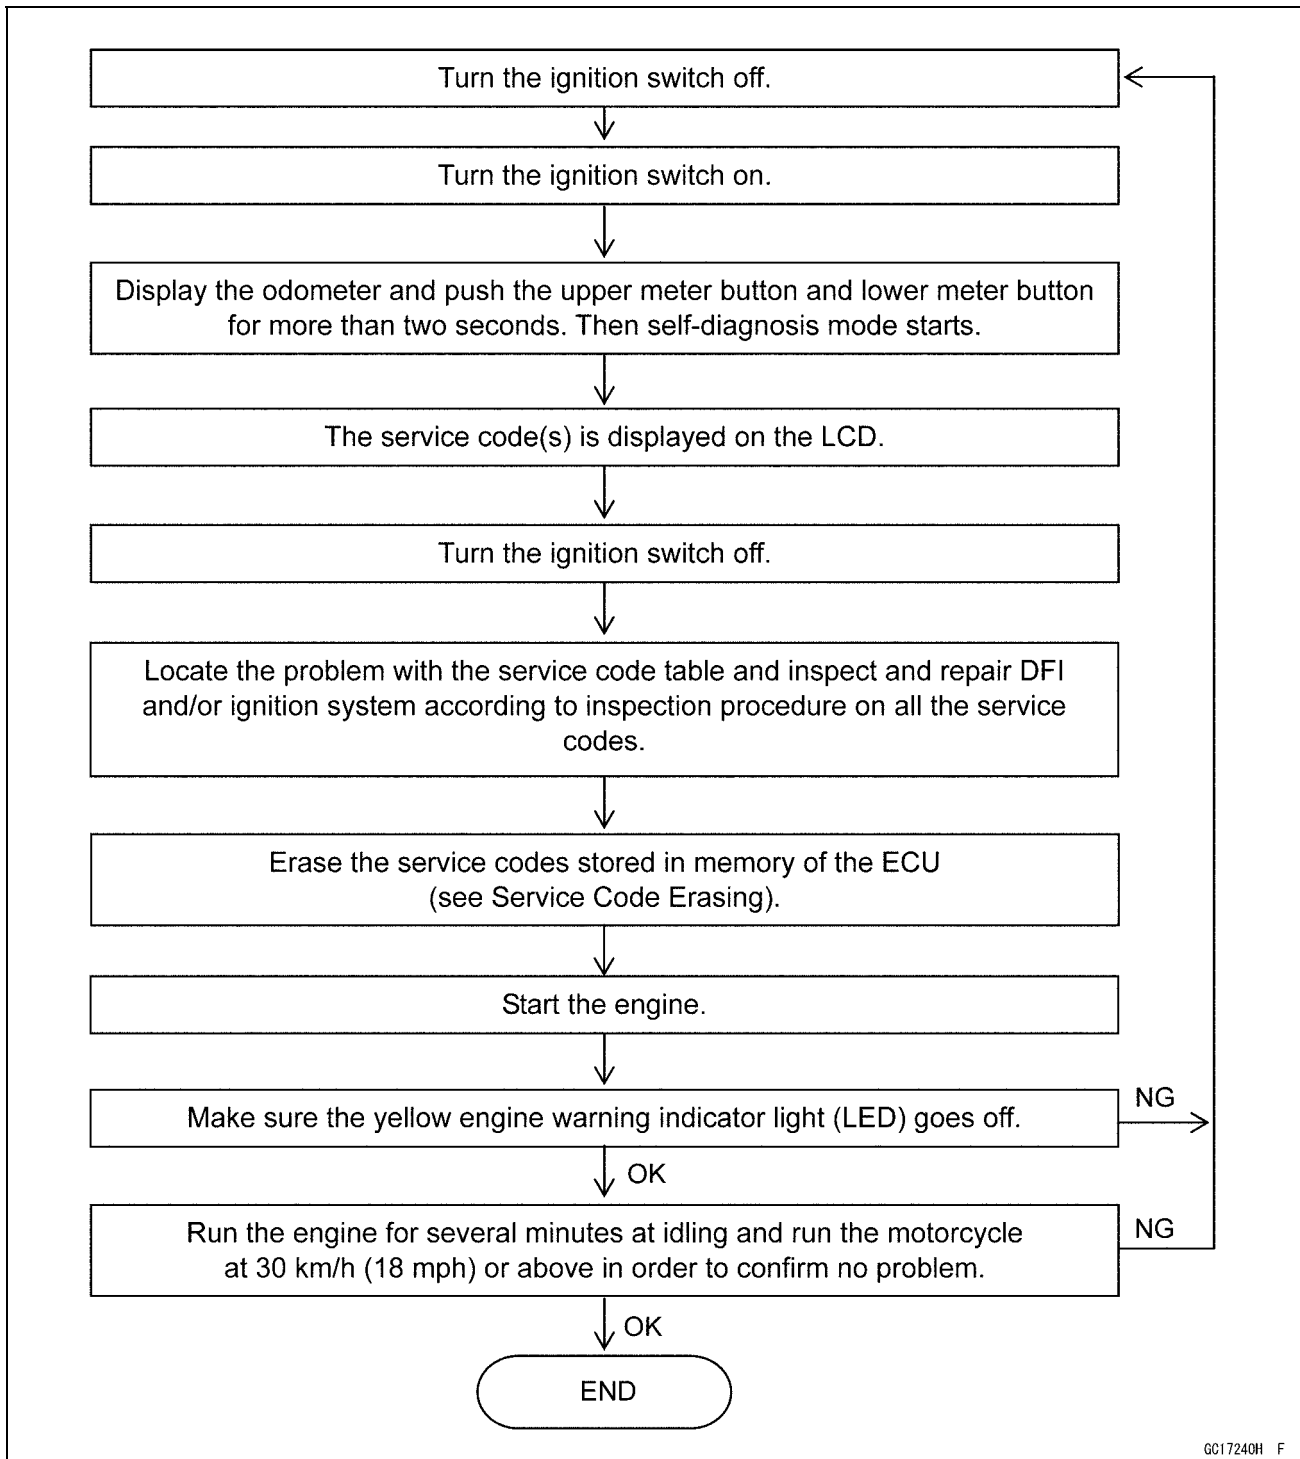 Turn the ignition switch off.
Turn the ignition switch on.
Display the odometer and push the upper meter button and lower meter button
for more than two seconds. Then self-diagnosis mode starts.
The service code(s) is displayed on the LCD.
Turn the ignition switch off.
Locate the problem with the service code table and inspect and repair DFI
and/or ignition system according to inspection procedure on all the service
codes.
Erase the service codes stored in memory of the ECU
(see Service Code Erasing).
Start the engine.
Make sure the yellow engine warning indicator light (LED) goes off.
NG
OK
Run the engine for several minutes at idling and run the motorcycle
at 30 km/h (18 mph) or above in order to confirm no problem.
NG
OK
END
GC17240H F